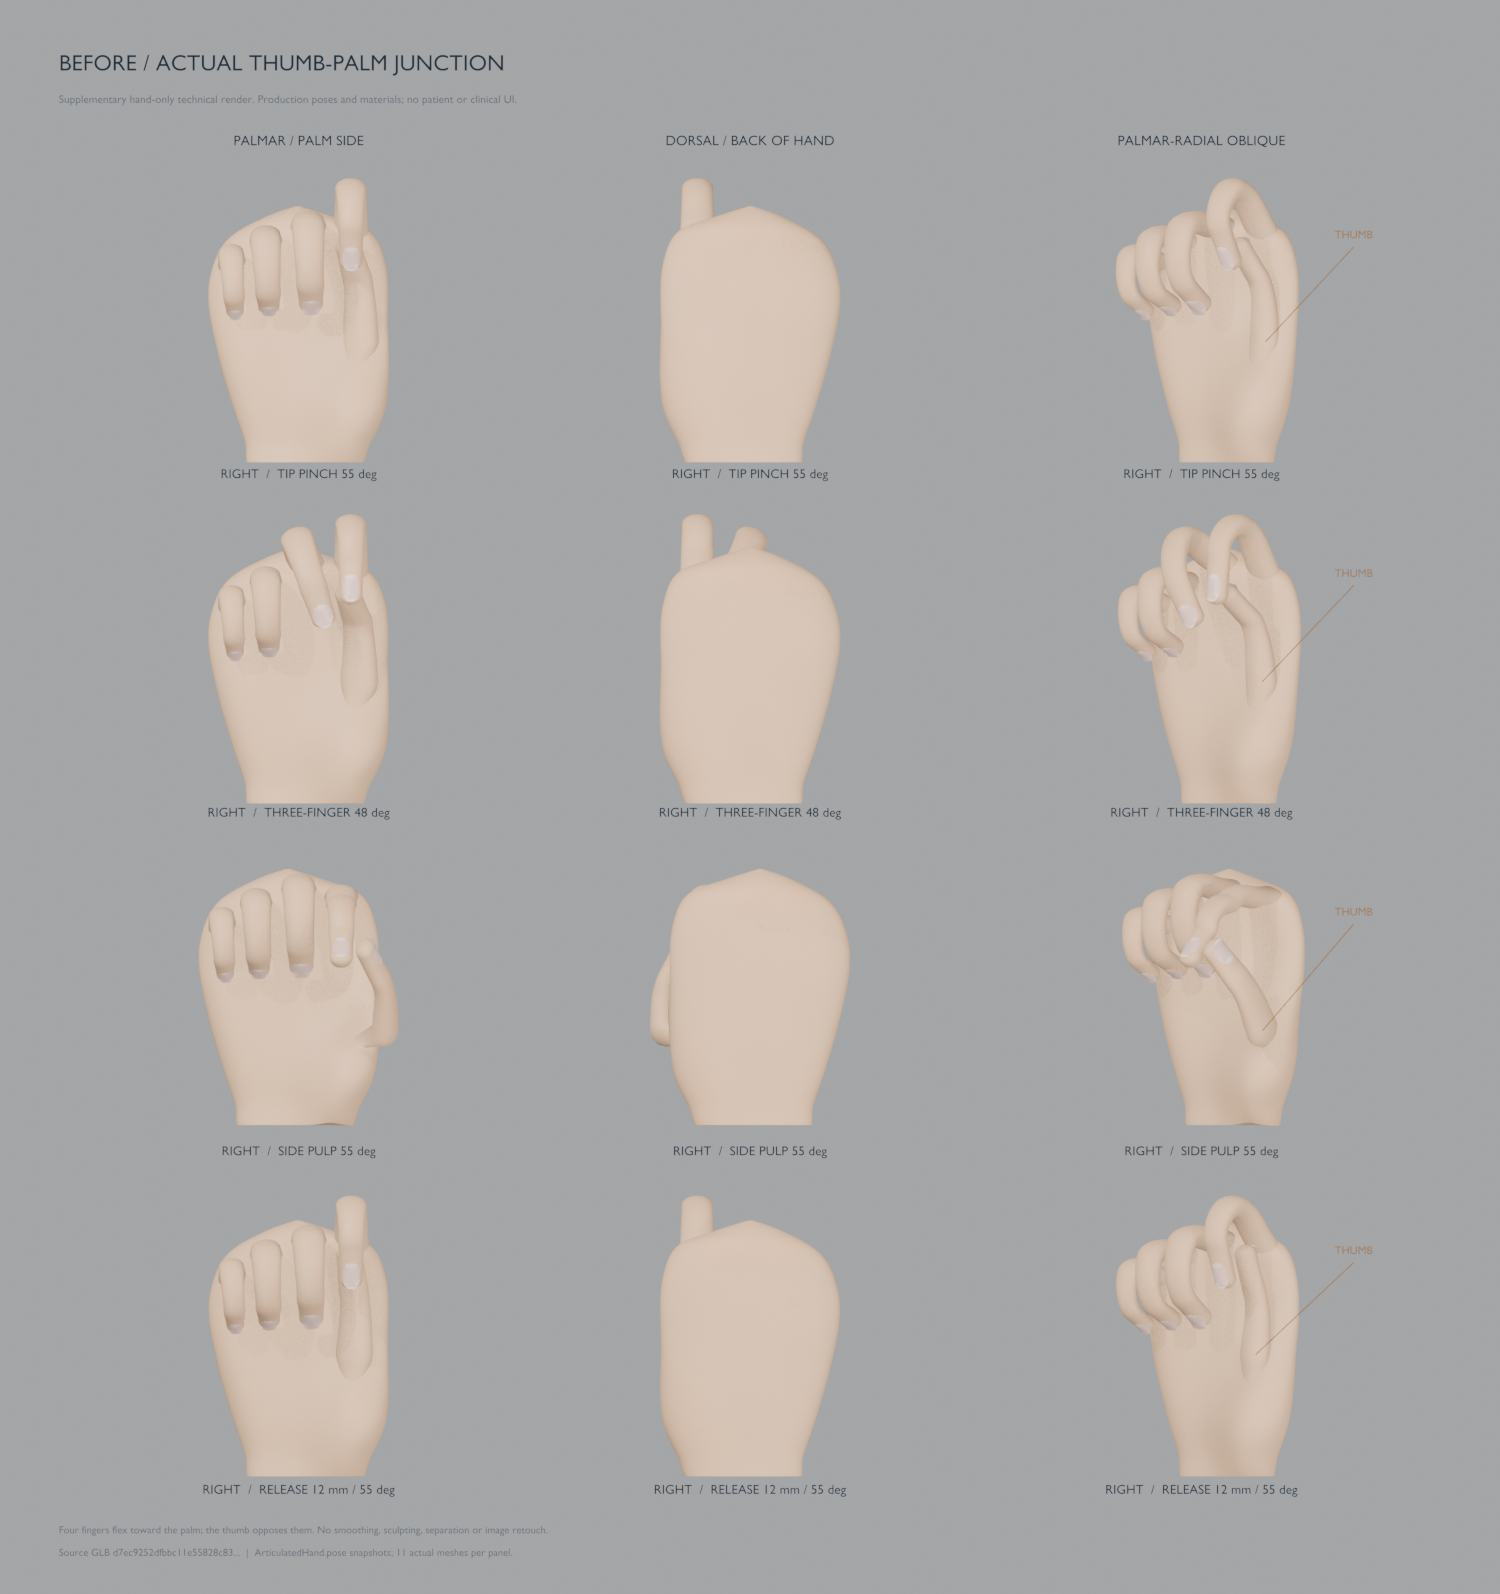 BEFORE / ACTUAL THUMB-PALM JUNCTION
Supplementary hand-only technical render. Production poses and materials; no patient or clinical UI.
PALMAR / PALM SIDE
DORSAL / BACK OF HAND
PALMAR-RADIAL OBLIQUE
THUMB
RIGHT / TIP PINCH 55 deg
RIGHT / TIP PINCH 55 deg
RIGHT / TIP PINCH 55 deg
THUMB
RIGHT / THREE-FINGER 48 deg
RIGHT / THREE-FINGER 48 deg
RIGHT / THREE-FINGER 48 deg
THUMB
RIGHT / SIDE PULP 55 deg
RIGHT / SIDE PULP 55 deg
RIGHT / SIDE PULP 55 deg
THUMB
RIGHT / RELEASE 12 mm / 55 deg
RIGHT / RELEASE 12 mm / 55 deg
RIGHT / RELEASE 12 mm / 55 deg
Four fingers flex toward the palm; the thumb opposes them. No smoothing, sculpting, separation or image retouch.
Source GLB d7ec9252dfbbc11e55828c83... | ArticulatedHand.pose snapshots; 11 actual meshes per panel.